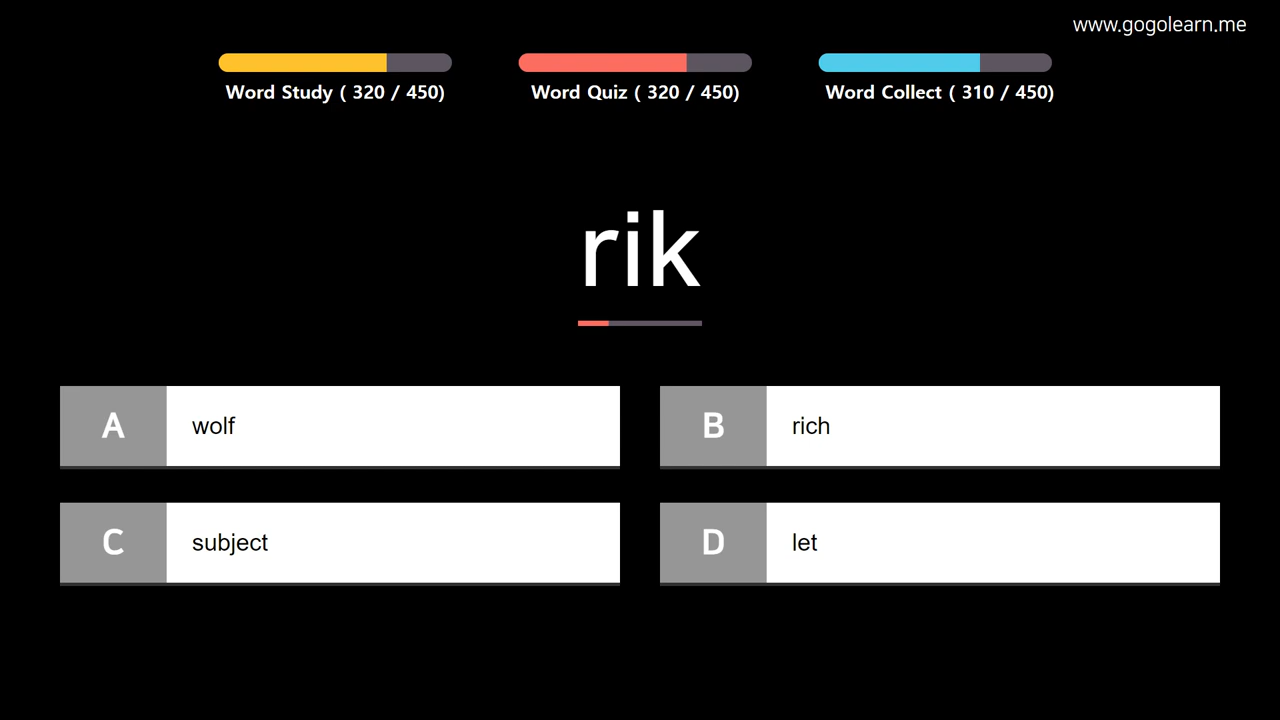 www.gogolearn.me
Word Study ( 320 / 450)
Word Quiz ( 320 / 450)
Word Collect ( 310 / 450)
rik
A wolf
B rich
C subject
D let